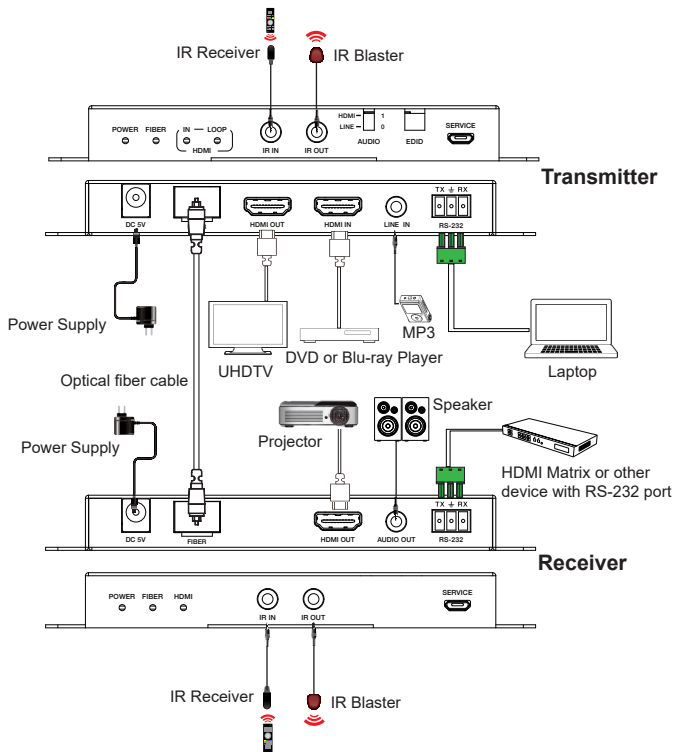 IR Receiver
IR Blaster
POWER FIBER IN LOOP
HDMI
IR IN IR OUT
HDMI 1
LINE 0
AUDIO EDID
SERVICE
Transmitter
DC 5V HDMI OUT HDMI IN LINE IN
TX RX
RS-232
Power Supply
UHDTV
DVD or Blu-ray Player
MP3
Laptop
Optical fiber cable
Power Supply
Projector
Speaker
HDMI Matrix or other
device with RS-232 port
DC 5V FIBER HDMI OUT AUDIO OUT
TX RX
RS-232
Receiver
POWER FIBER HDMI
IR IN IR OUT
SERVICE
IR Receiver
IR Blaster